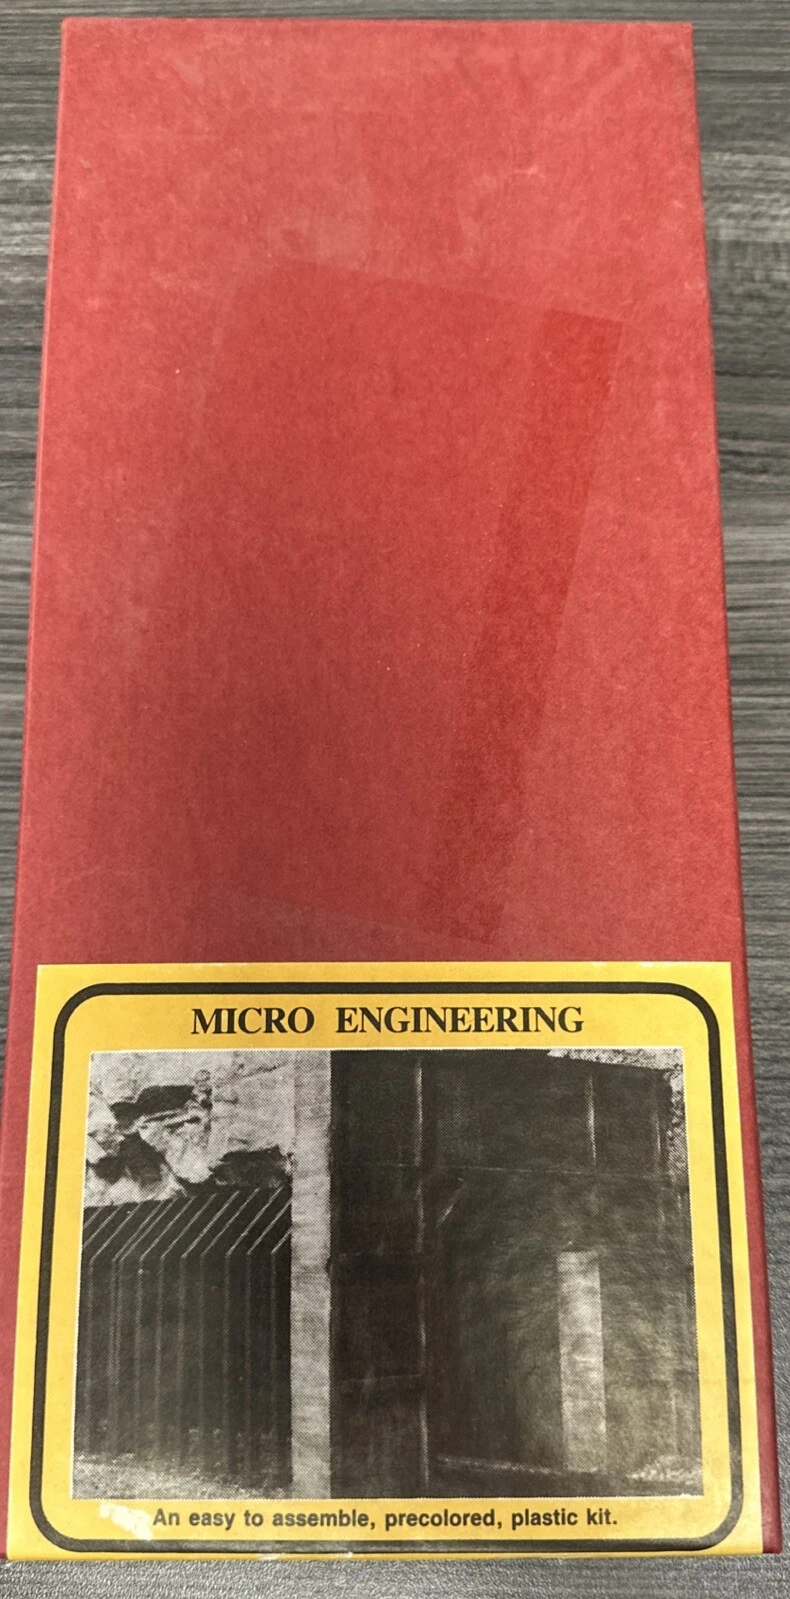 MICRO ENGINEERING
An easy to assemble, precolored, plastic kit.